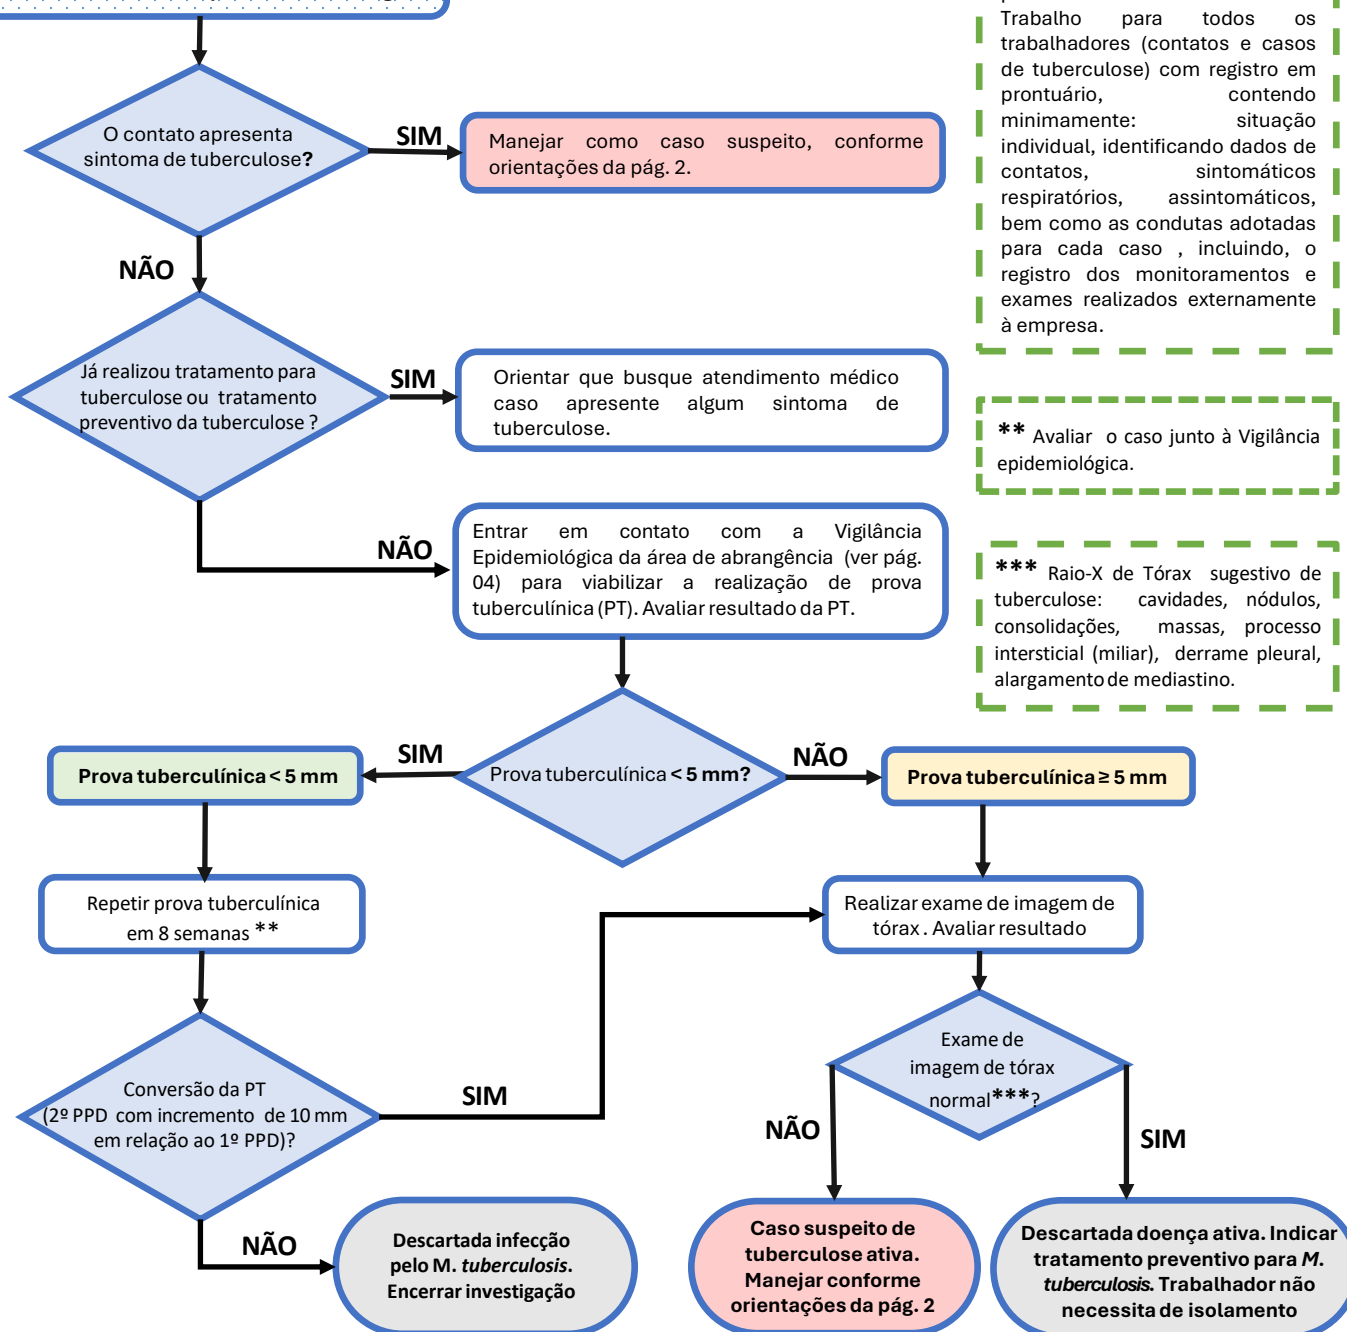 Trabalho para todos os
trabalhadores (contatos e casos
de tuberculose) com registro em
prontuário, contendo
minimamente: situação
individual, identificando dados de
contatos, sintomáticos
respiratórios, assintomáticos,
bem como as condutas adotadas
para cada caso , incluindo, o
registro dos monitoramentos e
exames realizados externamente
à empresa.
O contato apresenta
sintoma de tuberculose?
SIM
Manejar como caso suspeito, conforme
orientações da pág. 2.
NÃO
Já realizou tratamento para
tuberculose ou tratamento
preventivo da tuberculose ?
SIM
Orientar que busque atendimento médico
caso apresente algum sintoma de
tuberculose.
** Avaliar o caso junto à Vigilância
epidemiológica.
NÃO
Entrar em contato com a Vigilância
Epidemiológica da área de abrangência (ver pág.
04) para viabilizar a realização de prova
tuberculínica (PT). Avaliar resultado da PT.
*** Raio-X de Tórax sugestivo de
tuberculose: cavidades, nódulos,
consolidações, massas, processo
intersticial (miliar), derrame pleural,
alargamento de mediastino.
Prova tuberculínica < 5 mm?
SIM
NÃO
Prova tuberculínica < 5 mm
Prova tuberculínica ≥ 5 mm
Repetir prova tuberculínica
em 8 semanas **
Realizar exame de imagem de
tórax . Avaliar resultado
Conversão da PT
(2º PPD com incremento de 10 mm
em relação ao 1º PPD)?
SIM
Exame de
imagem de tórax
normal***?
NÃO
SIM
NÃO
Descartada infecção
pelo M. tuberculosis.
Encerrar investigação
Caso suspeito de
tuberculose ativa.
Manejar conforme
orientações da pág. 2
Descartada doença ativa. Indicar
tratamento preventivo para M.
tuberculosis. Trabalhador não
necessita de isolamento